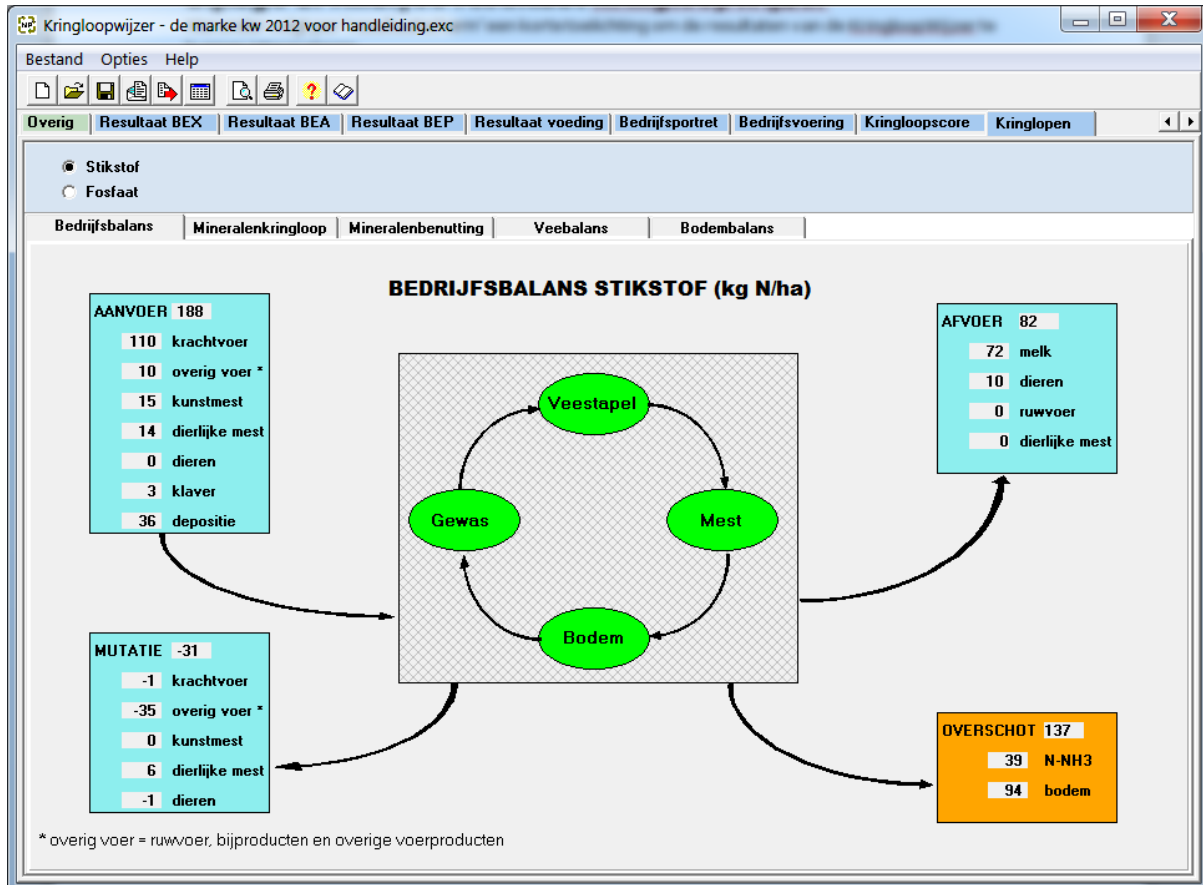 Kringloopwijzer - de marke kw 2012 voor handleiding.exc
Bestand Opties Help
Overig Resultaat BEX Resultaat BEA Resultaat BEP Resultaat voeding Bedrijfsportret Bedrijfsvoering Kringloopscore Kringlopen
Stikstof
Fosfaat
Bedrijfsbalans Mineralenkringloop Mineralenbenutting Veebalans Bodembalans
BEDRIJFSBALANS STIKSTOF (kg N/ha)
AANVOER 188
110 krachtvoer
10 overig voer *
15 kunstmest
14 dierlijke mest
0 dieren
3 klaver
36 depositie
Veestapel
Gewas
Mest
Bodem
AFVOER 82
72 melk
10 dieren
0 ruwvoer
0 dierlijke mest
MUTATIE -31
-1 krachtvoer
-35 overig voer *
0 kunstmest
6 dierlijke mest
-1 dieren
OVERSCHOT 137
39 N-NH3
94 bodem
* overig voer = ruwvoer, bijproducten en overige voerproducten